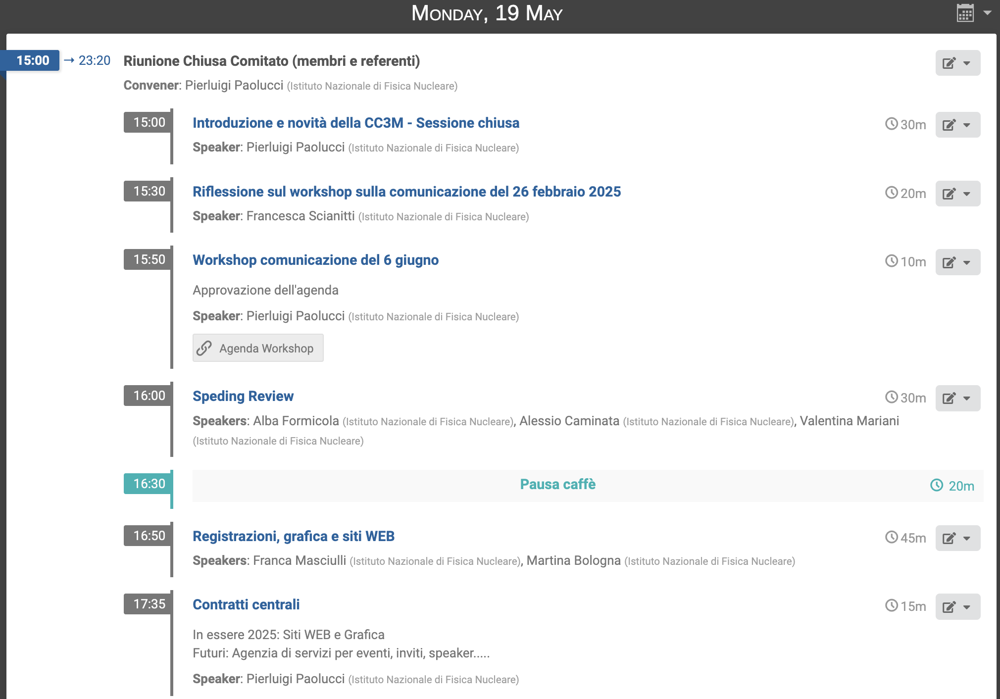 Monday, 19 May
15:00 → 23:20 Riunione Chiusa Comitato (membri e referenti)
Convener: Pierluigi Paolucci (Istituto Nazionale di Fisica Nucleare)
15:00 Introduzione e novità della CC3M - Sessione chiusa 30m
Speaker: Pierluigi Paolucci (Istituto Nazionale di Fisica Nucleare)
15:30 Riflessione sul workshop sulla comunicazione del 26 febbraio 2025 20m
Speaker: Francesca Scianitti (Istituto Nazionale di Fisica Nucleare)
15:50 Workshop comunicazione del 6 giugno 10m
Approvazione dell'agenda
Speaker: Pierluigi Paolucci (Istituto Nazionale di Fisica Nucleare)
Agenda Workshop
16:00 Speding Review 30m
Speakers: Alba Formicola (Istituto Nazionale di Fisica Nucleare), Alessio Caminata (Istituto Nazionale di Fisica Nucleare), Valentina Mariani
(Istituto Nazionale di Fisica Nucleare)
16:30 Pausa caffè 20m
16:50 Registrazioni, grafica e siti WEB 45m
Speakers: Franca Masciulli (Istituto Nazionale di Fisica Nucleare), Martina Bologna (Istituto Nazionale di Fisica Nucleare)
17:35 Contratti centrali 15m
In essere 2025: Siti WEB e Grafica
Futuri: Agenzia di servizi per eventi, inviti, speaker.....
Speaker: Pierluigi Paolucci (Istituto Nazionale di Fisica Nucleare)